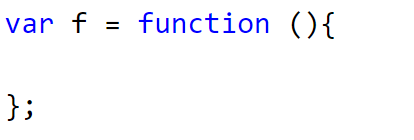 var f = function (){
};